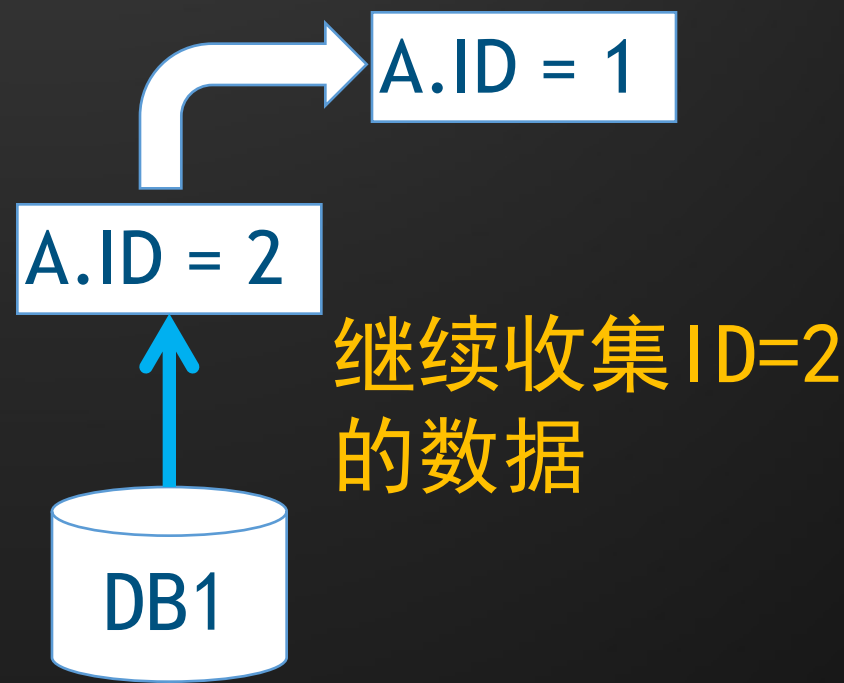 A.ID = 1
A.ID = 2
继续收集ID=2
的数据
DB1